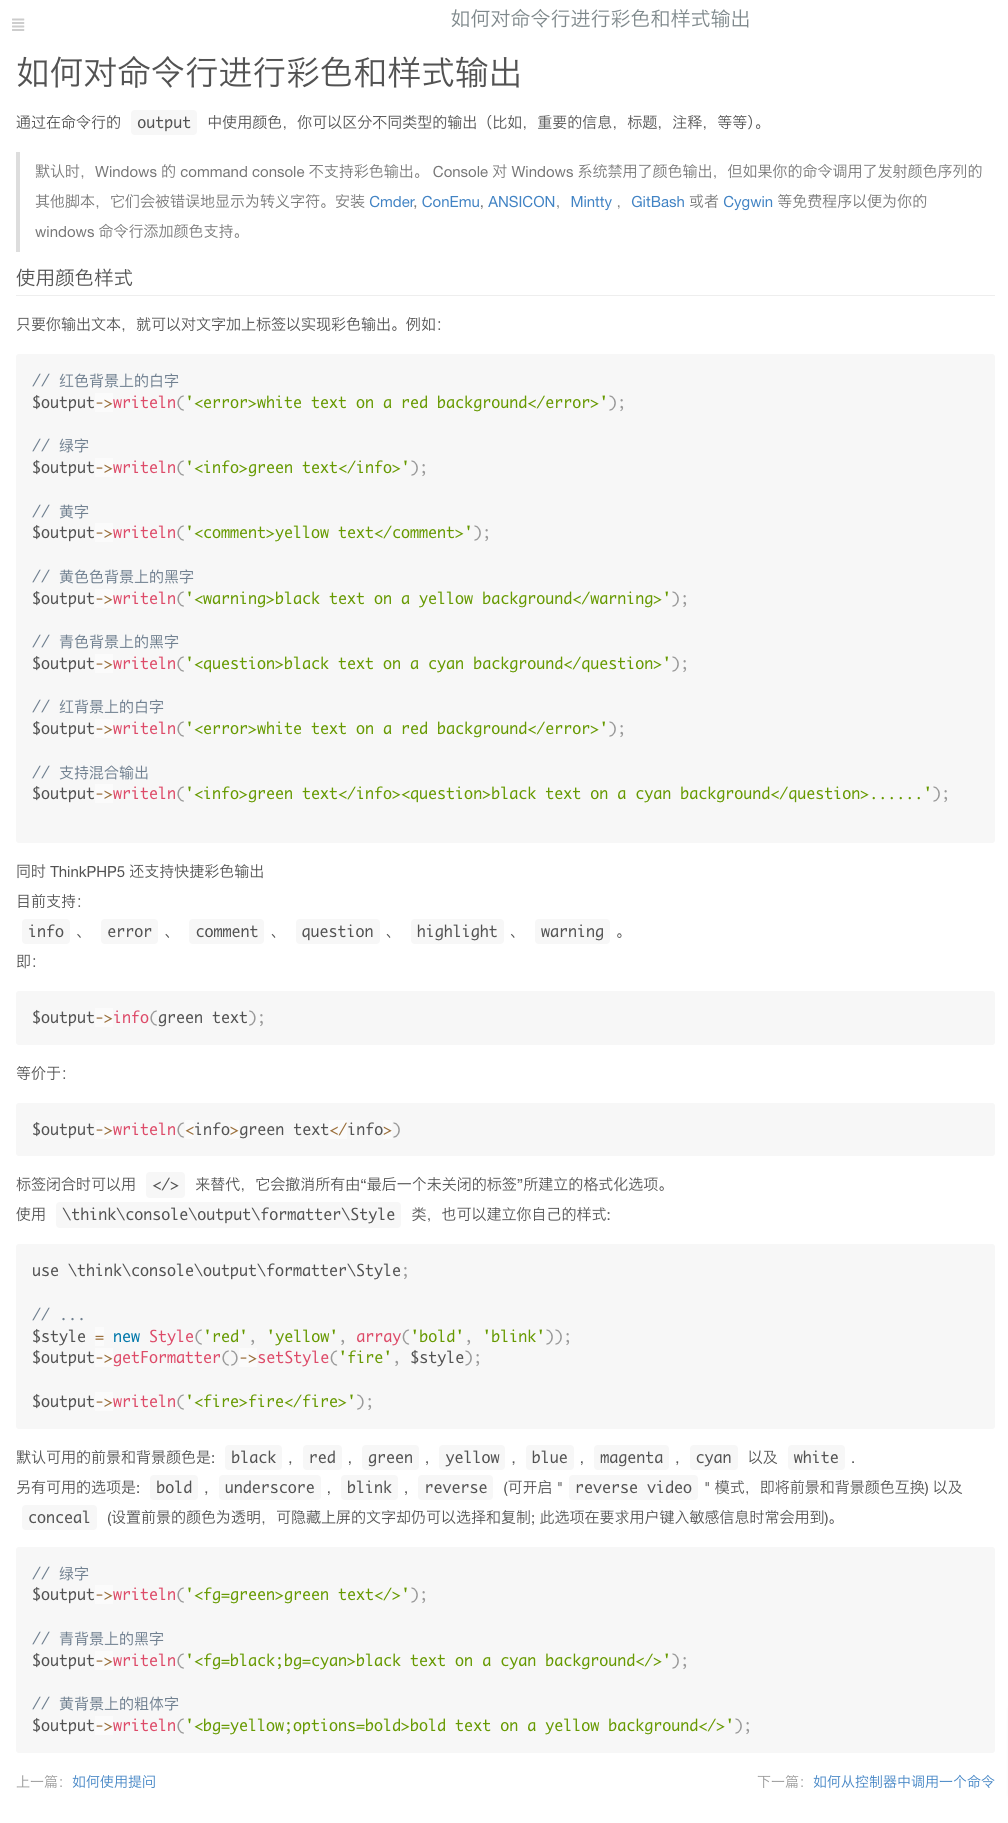 如何对命令行进行彩色和样式输出
如何对命令行进行彩色和样式输出
通过在命令行的 output 中使用颜色，你可以区分不同类型的输出（比如，重要的信息，标题，注释，等等）。
默认时，Windows 的 command console 不支持彩色输出。 Console 对 Windows 系统禁用了颜色输出，但如果你的命令调用了发射颜色序列的
其他脚本，它们会被错误地显示为转义字符。安装 Cmder, ConEmu, ANSICON， Mintty ， GitBash 或者 Cygwin 等免费程序以便为你的
windows 命令行添加颜色支持。
使用颜色样式
只要你输出文本，就可以对文字加上标签以实现彩色输出。例如：
// 红色背景上的白字
$output->writeln('<error>white text on a red background</error>');
// 绿字
$output->writeln('<info>green text</info>');
// 黄字
$output->writeln('<comment>yellow text</comment>');
// 黄色色背景上的黑字
$output->writeln('<warning>black text on a yellow background</warning>');
// 青色背景上的黑字
$output->writeln('<question>black text on a cyan background</question>');
// 红背景上的白字
$output->writeln('<error>white text on a red background</error>');
// 支持混合输出
$output->writeln('<info>green text</info><question>black text on a cyan background</question>......');
同时 ThinkPHP5 还支持快捷彩色输出
目前支持：
info 、 error 、 comment 、 question 、 highlight 、 warning 。
即：
$output->info(green text);
等价于：
$output->writeln(<info>green text</info>)
标签闭合时可以用 </> 来替代，它会撤消所有由“最后一个未关闭的标签”所建立的格式化选项。
使用 \think\console\output\formatter\Style 类，也可以建立你自己的样式:
use \think\console\output\formatter\Style;
// ...
$style = new Style('red', 'yellow', array('bold', 'blink'));
$output->getFormatter()->setStyle('fire', $style);
$output->writeln('<fire>fire</fire>');
默认可用的前景和背景颜色是: black ， red ， green ， yellow ， blue ， magenta ， cyan 以及 white .
另有可用的选项是: bold ， underscore ， blink ， reverse (可开启 " reverse video " 模式，即将前景和背景颜色互换) 以及
conceal (设置前景的颜色为透明，可隐藏上屏的文字却仍可以选择和复制; 此选项在要求用户键入敏感信息时常会用到)。
// 绿字
$output->writeln('<fg=green>green text</>');
// 青背景上的黑字
$output->writeln('<fg=black;bg=cyan>black text on a cyan background</>');
// 黄背景上的粗体字
$output->writeln('<bg=yellow;options=bold>bold text on a yellow background</>');
上一篇：如何使用提问 下一篇：如何从控制器中调用一个命令